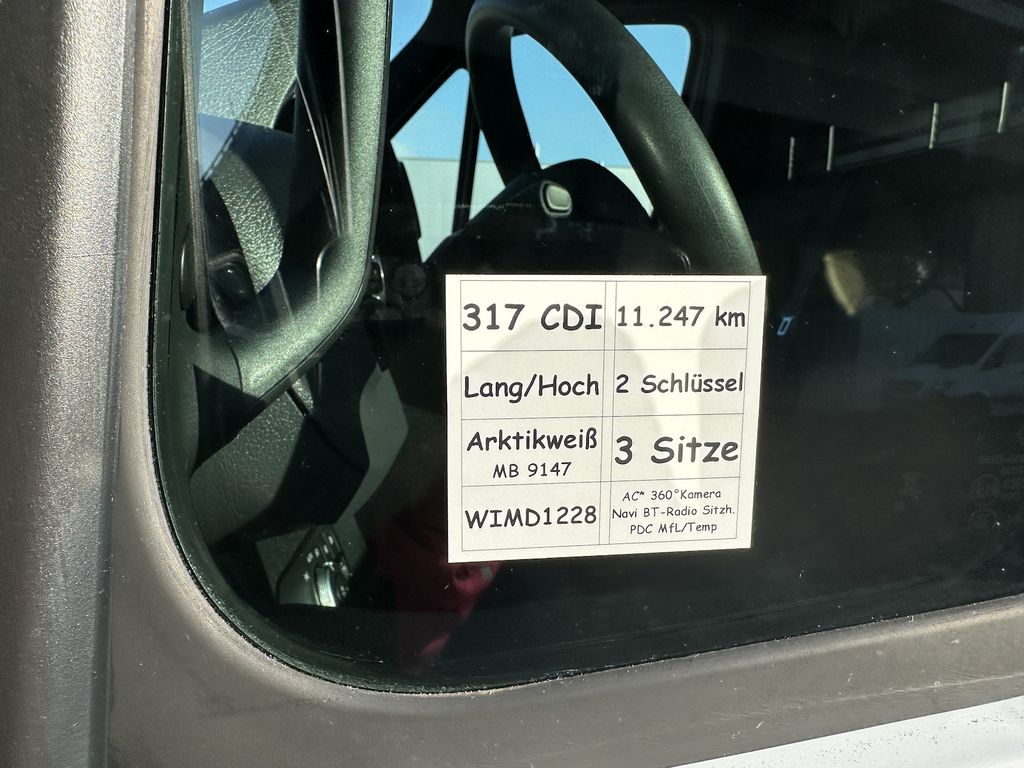 317 CDI
11.247 km
Lang/Hoch
2 Schlüssel
Arktikweiß
MB 9147
3 Sitze
WIMD1228
AC* 360°Kamera
Navi BT-Radio Sitzh.
PDC MfL/Temp